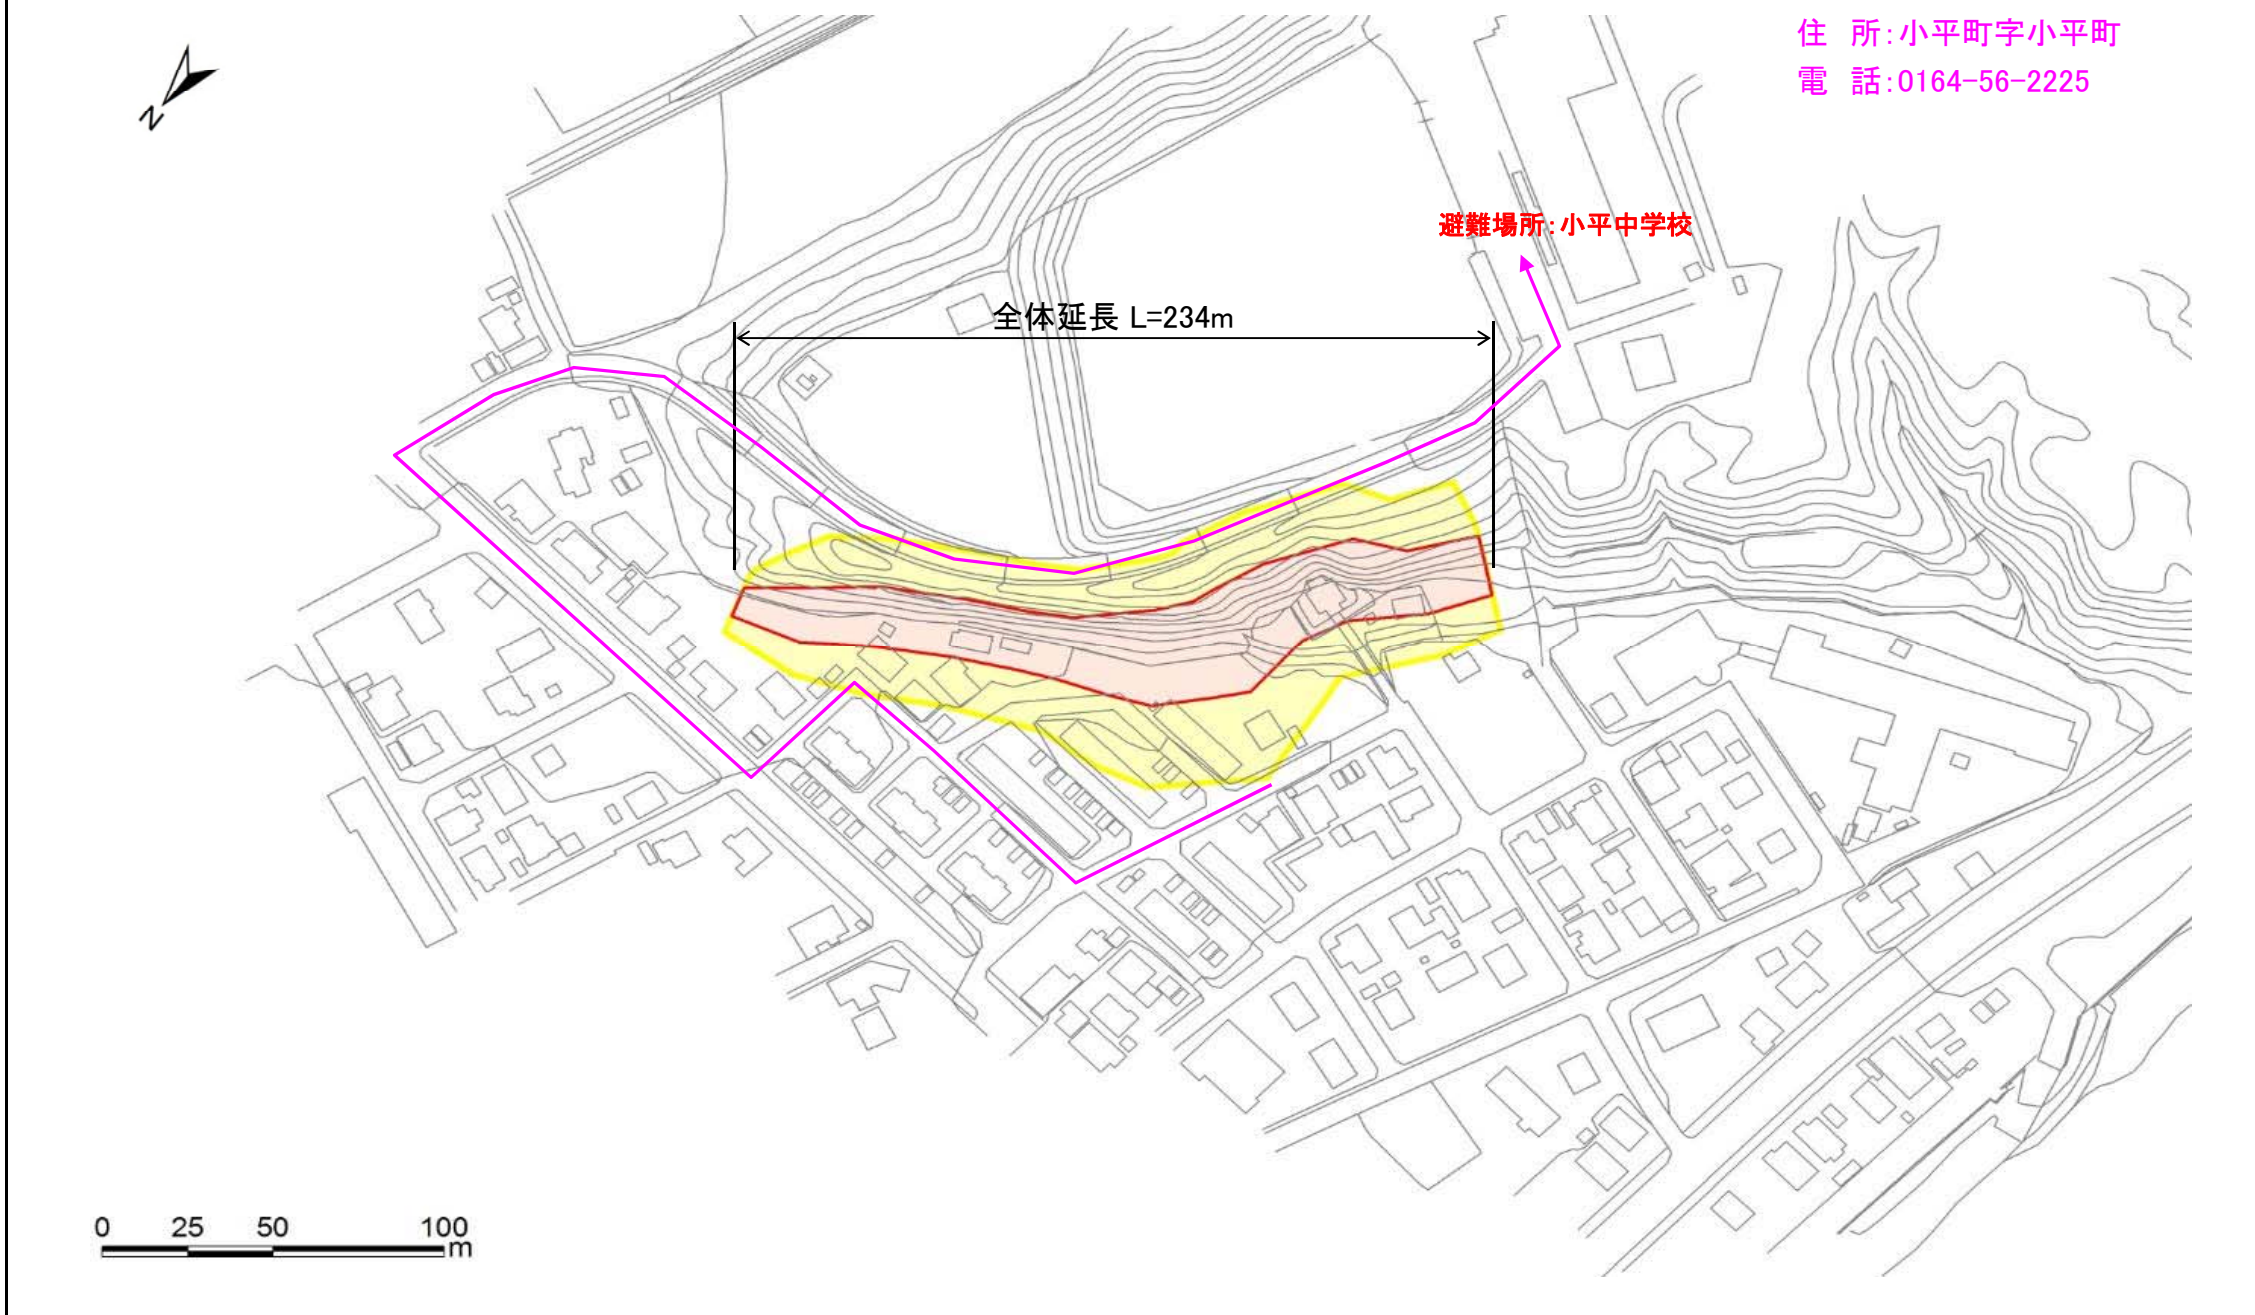 住 所:小平町字小平町
電 話:0164-56-2225
N
避難場所:小平中学校
全体延長 L=234m
0 25 50 100
m